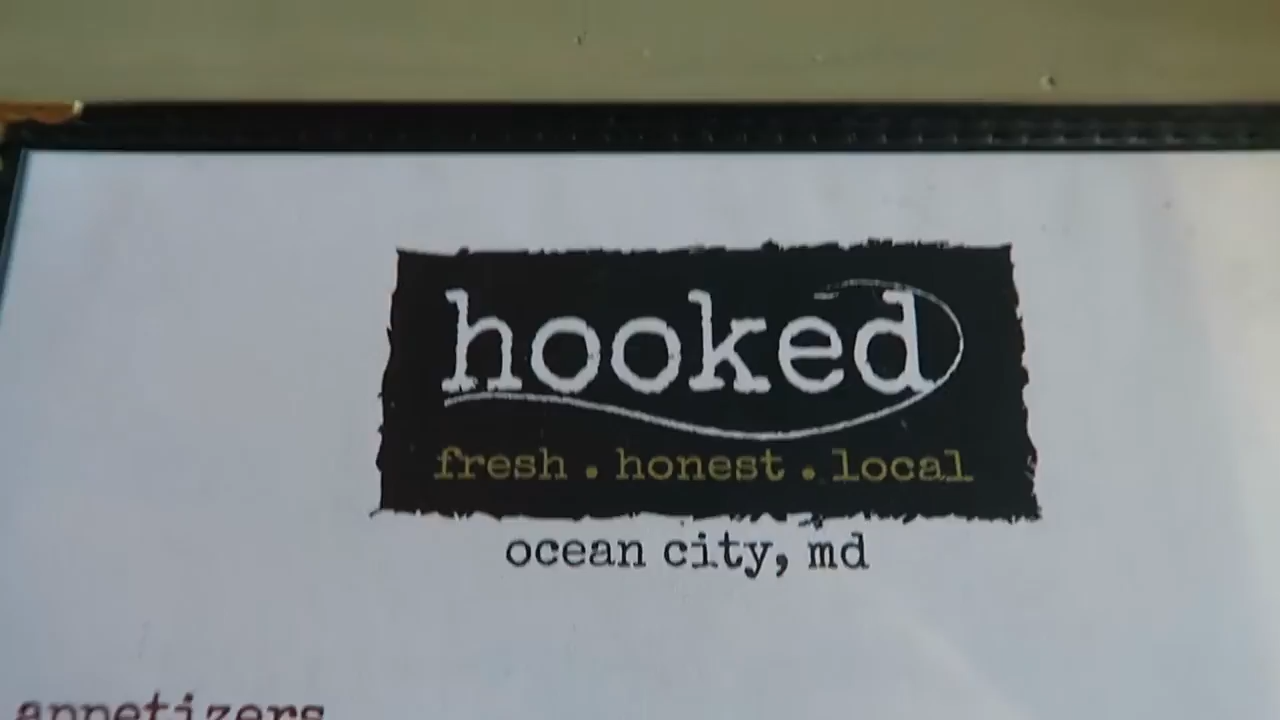 hooked
fresh . honest . local
ocean city, md
appetizers